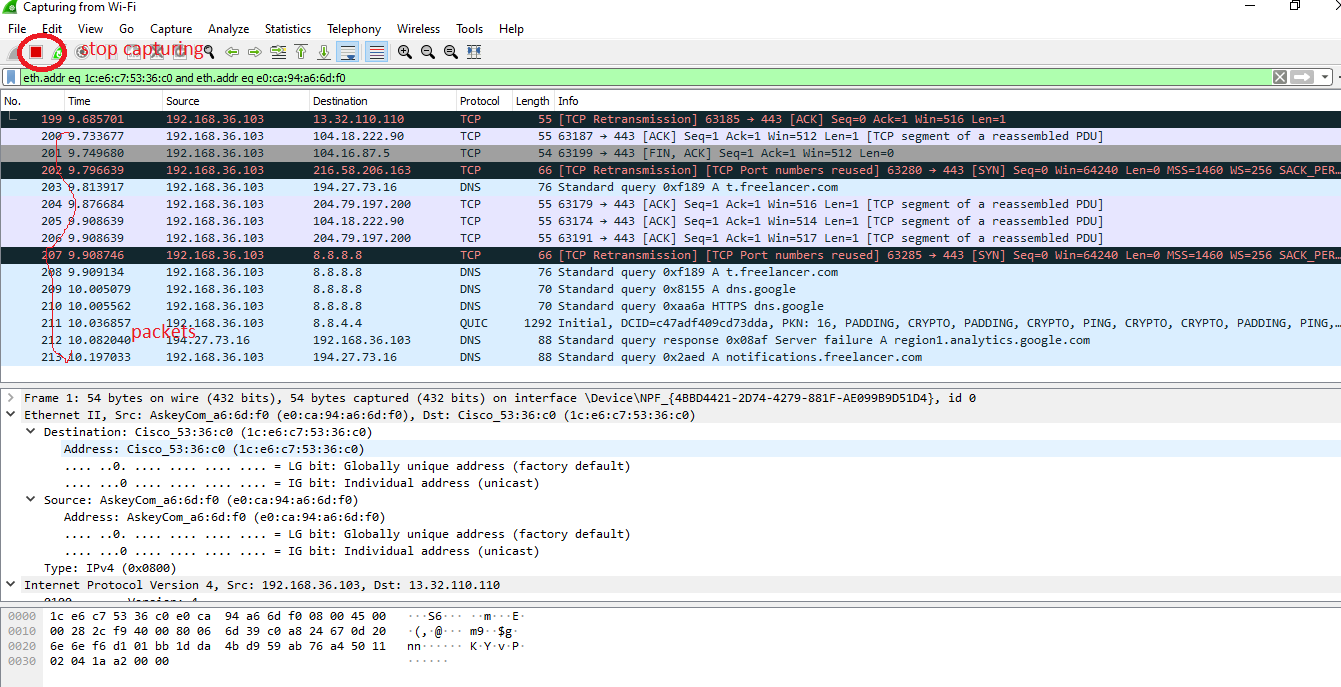 Capturing from Wi-Fi
File Edit View Go Capture Analyze Statistics Telephony Wireless Tools Help
stop capturing
eth.addr eq 1c:e6:c7:53:36:c0 and eth.addr eq e0:ca:94:a6:6d:f0
No. Time Source Destination Protocol Length Info
199 9.685701 192.168.36.103 13.32.110.110 TCP 55 [TCP Retransmission] 63185 → 443 [ACK] Seq=0 Ack=1 Win=516 Len=1
200 9.733677 192.168.36.103 104.18.222.90 TCP 55 63187 → 443 [ACK] Seq=1 Ack=1 Win=512 Len=1 [TCP segment of a reassembled PDU]
201 9.749680 192.168.36.103 104.16.87.5 TCP 54 63199 → 443 [FIN, ACK] Seq=1 Ack=1 Win=512 Len=0
202 9.796639 192.168.36.103 216.58.206.163 TCP 66 [TCP Retransmission] [TCP Port numbers reused] 63280 → 443 [SYN] Seq=0 Win=64240 Len=0 MSS=1460 WS=256 SACK_PER…
203 9.813917 192.168.36.103 194.27.73.16 DNS 76 Standard query 0xf189 A t.freelancer.com
204 9.876684 192.168.36.103 204.79.197.200 TCP 55 63179 → 443 [ACK] Seq=1 Ack=1 Win=516 Len=1 [TCP segment of a reassembled PDU]
205 9.908639 192.168.36.103 104.18.222.90 TCP 55 63174 → 443 [ACK] Seq=1 Ack=1 Win=514 Len=1 [TCP segment of a reassembled PDU]
206 9.908639 192.168.36.103 204.79.197.200 TCP 55 63191 → 443 [ACK] Seq=1 Ack=1 Win=517 Len=1 [TCP segment of a reassembled PDU]
207 9.908746 192.168.36.103 8.8.8.8 TCP 66 [TCP Retransmission] [TCP Port numbers reused] 63285 → 443 [SYN] Seq=0 Win=64240 Len=0 MSS=1460 WS=256 SACK_PER…
208 9.909134 192.168.36.103 8.8.8.8 DNS 76 Standard query 0xf189 A t.freelancer.com
209 10.005079 192.168.36.103 8.8.8.8 DNS 70 Standard query 0x8155 A dns.google
210 10.005562 192.168.36.103 8.8.8.8 DNS 70 Standard query 0xaa6a HTTPS dns.google
211 10.036857 192.168.36.103 8.8.4.4 QUIC 1292 Initial, DCID=c47adf409cd73dda, PKN: 16, PADDING, CRYPTO, PADDING, CRYPTO, PING, CRYPTO, CRYPTO, PADDING, PING,…
packets
212 10.082040 194.27.73.16 192.168.36.103 DNS 88 Standard query response 0x08af Server failure A region1.analytics.google.com
213 10.197033 192.168.36.103 194.27.73.16 DNS 88 Standard query 0x2aed A notifications.freelancer.com
Frame 1: 54 bytes on wire (432 bits), 54 bytes captured (432 bits) on interface \Device\NPF_{4BBD4421-2D74-4279-881F-AE099B9D51D4}, id 0
Ethernet II, Src: AskeyCom_a6:6d:f0 (e0:ca:94:a6:6d:f0), Dst: Cisco_53:36:c0 (1c:e6:c7:53:36:c0)
Destination: Cisco_53:36:c0 (1c:e6:c7:53:36:c0)
Address: Cisco_53:36:c0 (1c:e6:c7:53:36:c0)
.... ..0. .... .... .... .... = LG bit: Globally unique address (factory default)
.... ...0 .... .... .... .... = IG bit: Individual address (unicast)
Source: AskeyCom_a6:6d:f0 (e0:ca:94:a6:6d:f0)
Address: AskeyCom_a6:6d:f0 (e0:ca:94:a6:6d:f0)
.... ..0. .... .... .... .... = LG bit: Globally unique address (factory default)
.... ...0 .... .... .... .... = IG bit: Individual address (unicast)
Type: IPv4 (0x0800)
Internet Protocol Version 4, Src: 192.168.36.103, Dst: 13.32.110.110
0000 1c e6 c7 53 36 c0 e0 ca 94 a6 6d f0 08 00 45 00 ···S6··· ··m···E·
0010 00 28 2c f9 40 00 80 06 6d 39 c0 a8 24 67 0d 20 ·(,·@··· m9··$g·
0020 6e 6e f6 d1 01 bb 1d da 4b d9 59 ab 76 a4 50 11 nn······ K·Y·v·P·
0030 02 04 1a a2 00 00 ······